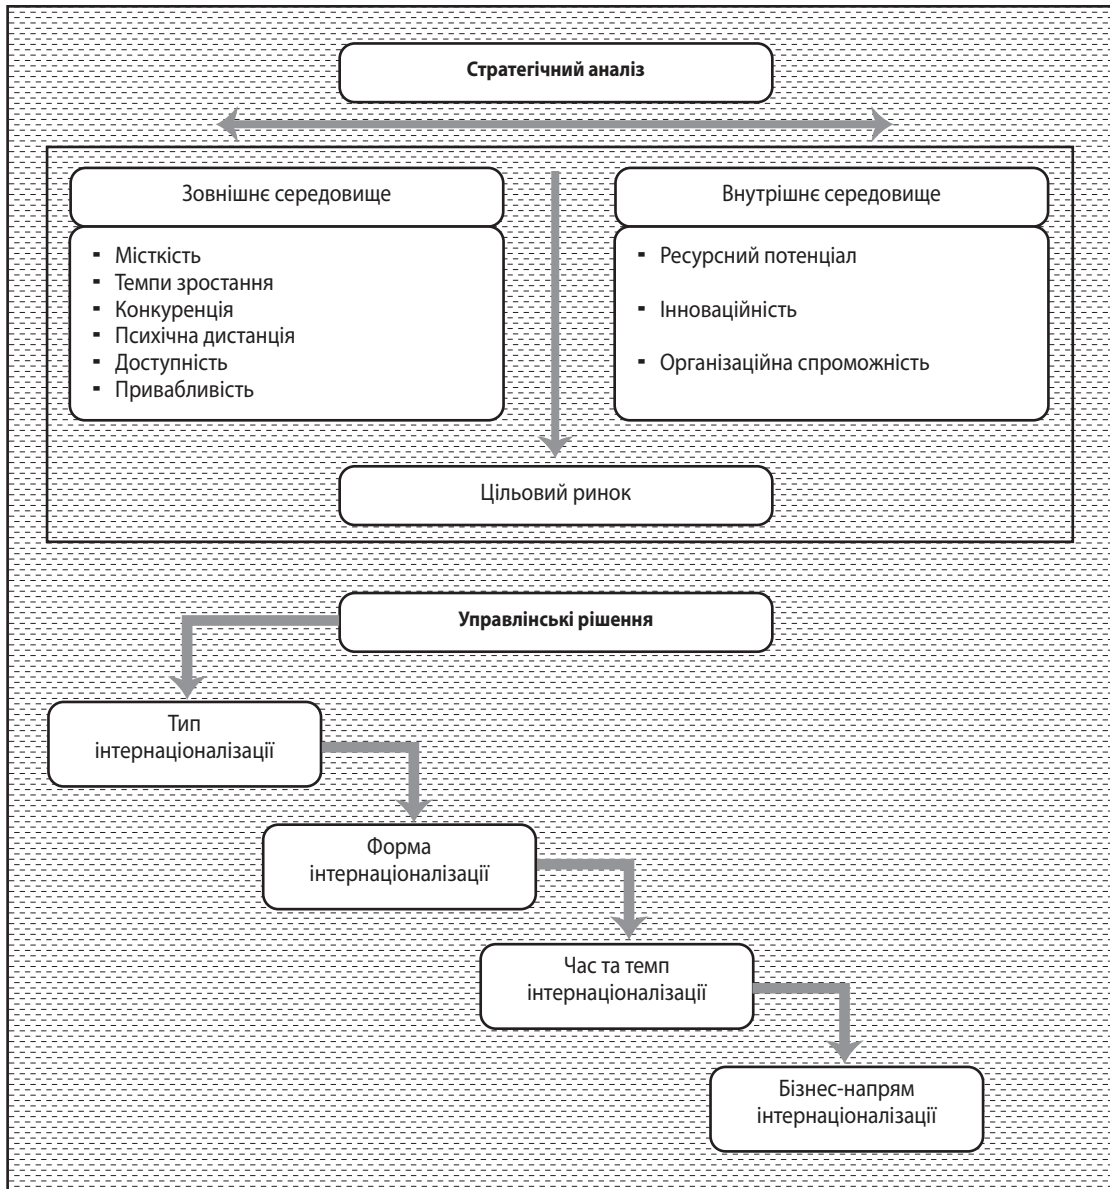 Стратегічний аналіз
Зовнішнє середовище
▪ Місткість
▪ Темпи зростання
▪ Конкуренція
▪ Психічна дистанція
▪ Доступність
▪ Привабливість
Внутрішнє середовище
▪ Ресурсний потенціал
▪ Інноваційність
▪ Організаційна спроможність
Цільовий ринок
Управлінські рішення
Тип
інтернаціоналізації
Форма
інтернаціоналізації
Час та темп
інтернаціоналізації
Бізнес-напрям
інтернаціоналізації